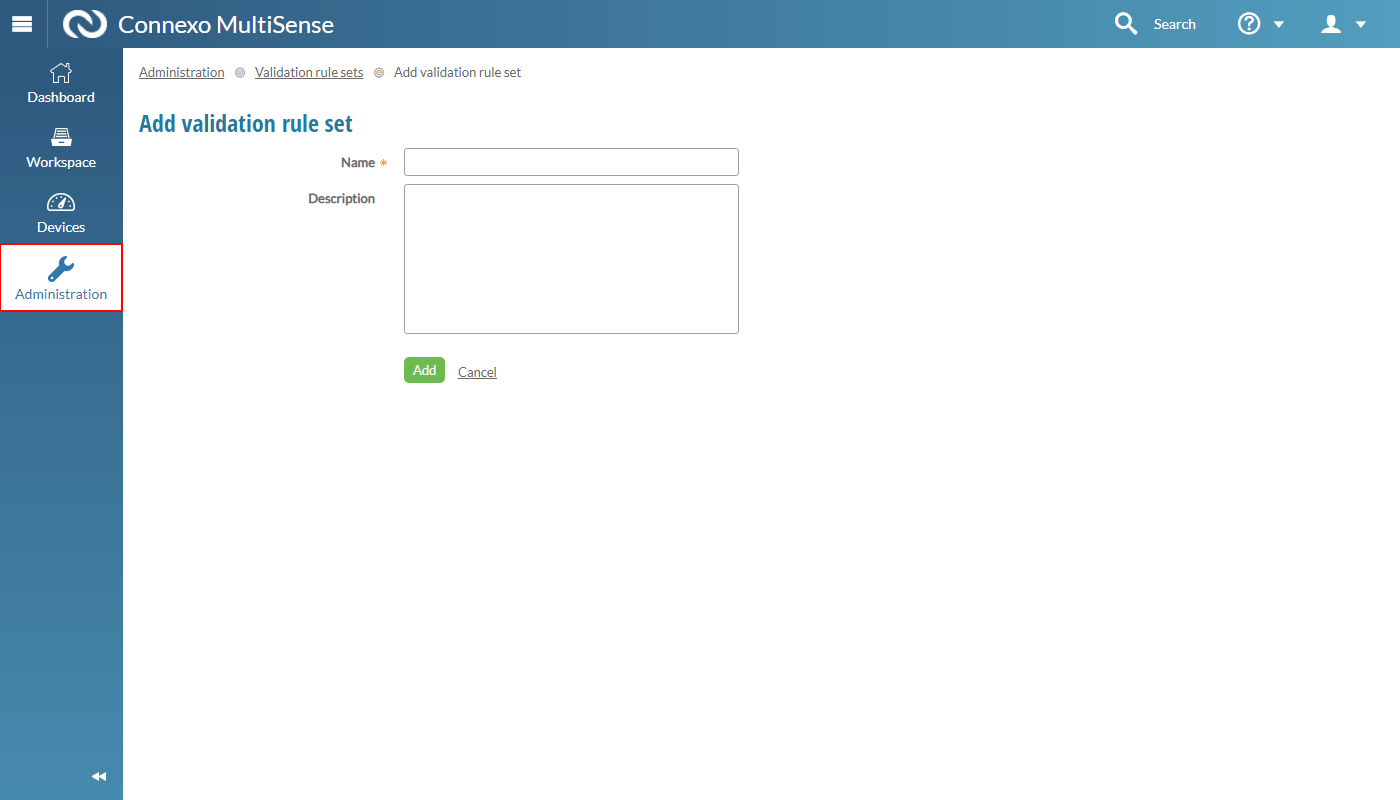 Connexo MultiSense
Search
Dashboard
Workspace
Devices
Administration
Administration Validation rule sets Add validation rule set
Add validation rule set
Name *
Description
Add Cancel